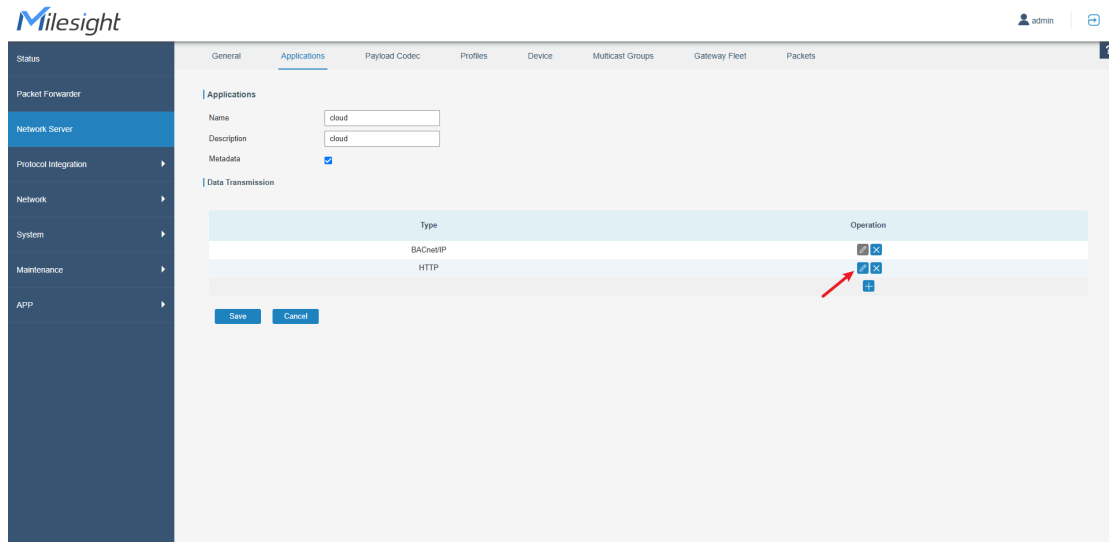 Milesight
admin
Status
Packet Forwarder
Network Server
Protocol Integration
Network
System
Maintenance
APP
General Applications Payload Codec Profiles Device Multicast Groups Gateway Fleet Packets
?
Applications
Name cloud
Description cloud
Metadata
Data Transmission
Type Operation
BACnet/IP
HTTP
Save Cancel